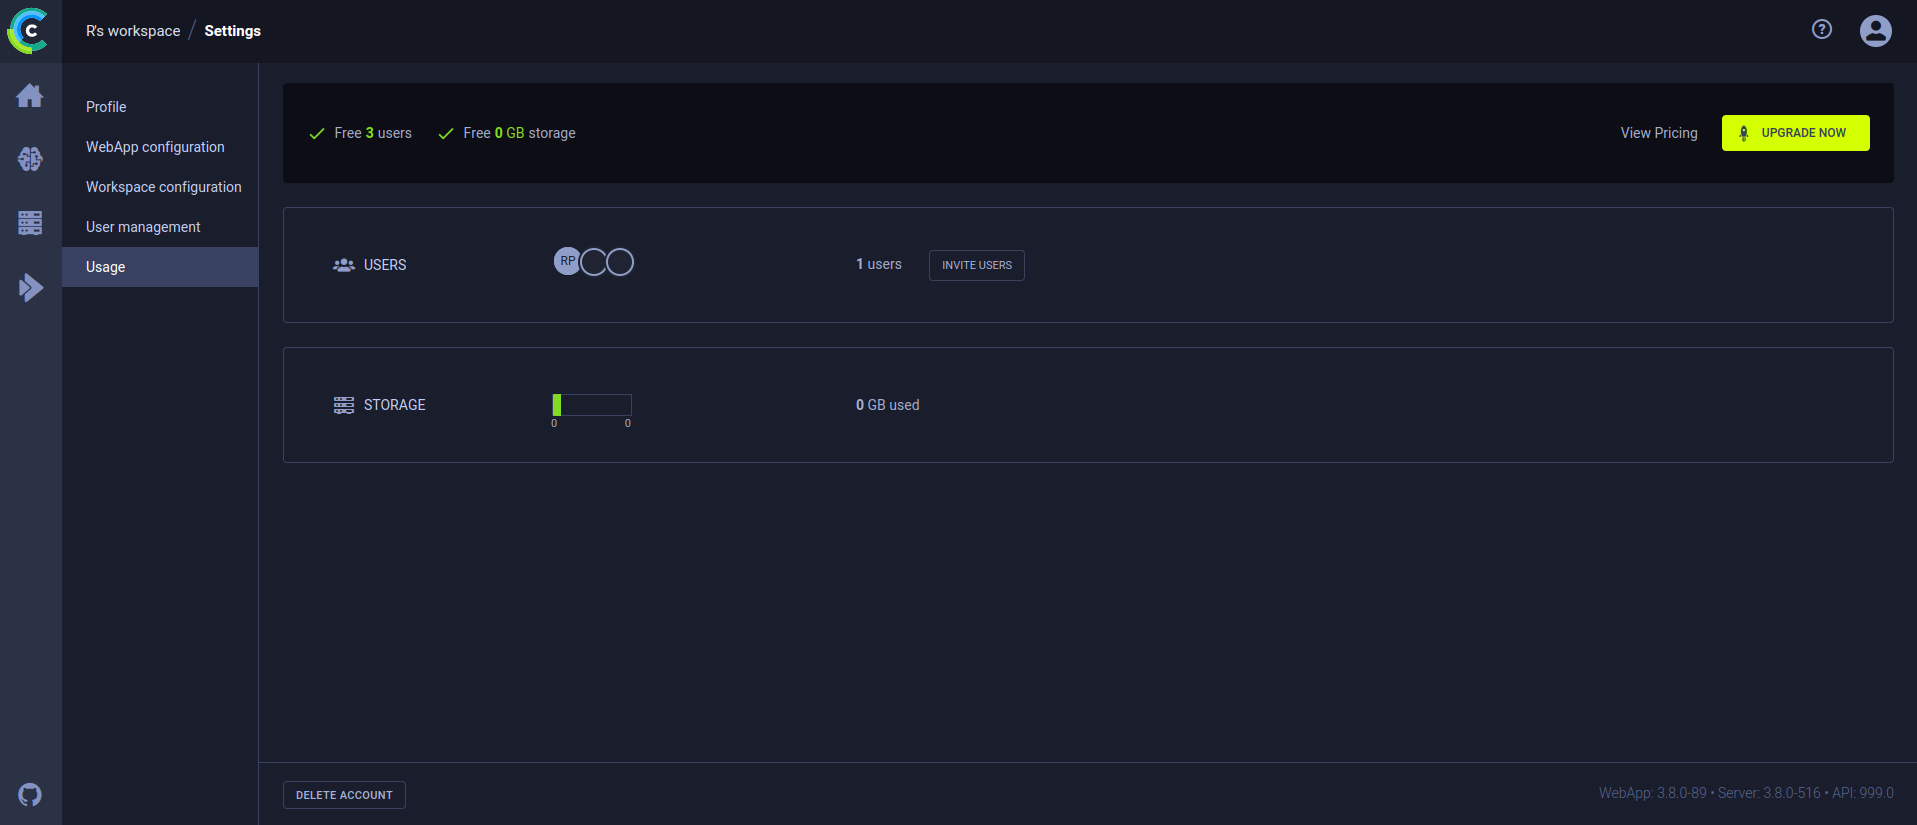 R's workspace / Settings
Profile
WebApp configuration
Workspace configuration
User management
Usage
Free 3 users
Free 0 GB storage
View Pricing
UPGRADE NOW
USERS
RP
1 users
INVITE USERS
STORAGE
0 0
0 GB used
DELETE ACCOUNT
WebApp: 3.8.0-89 • Server: 3.8.0-516 • API: 999.0